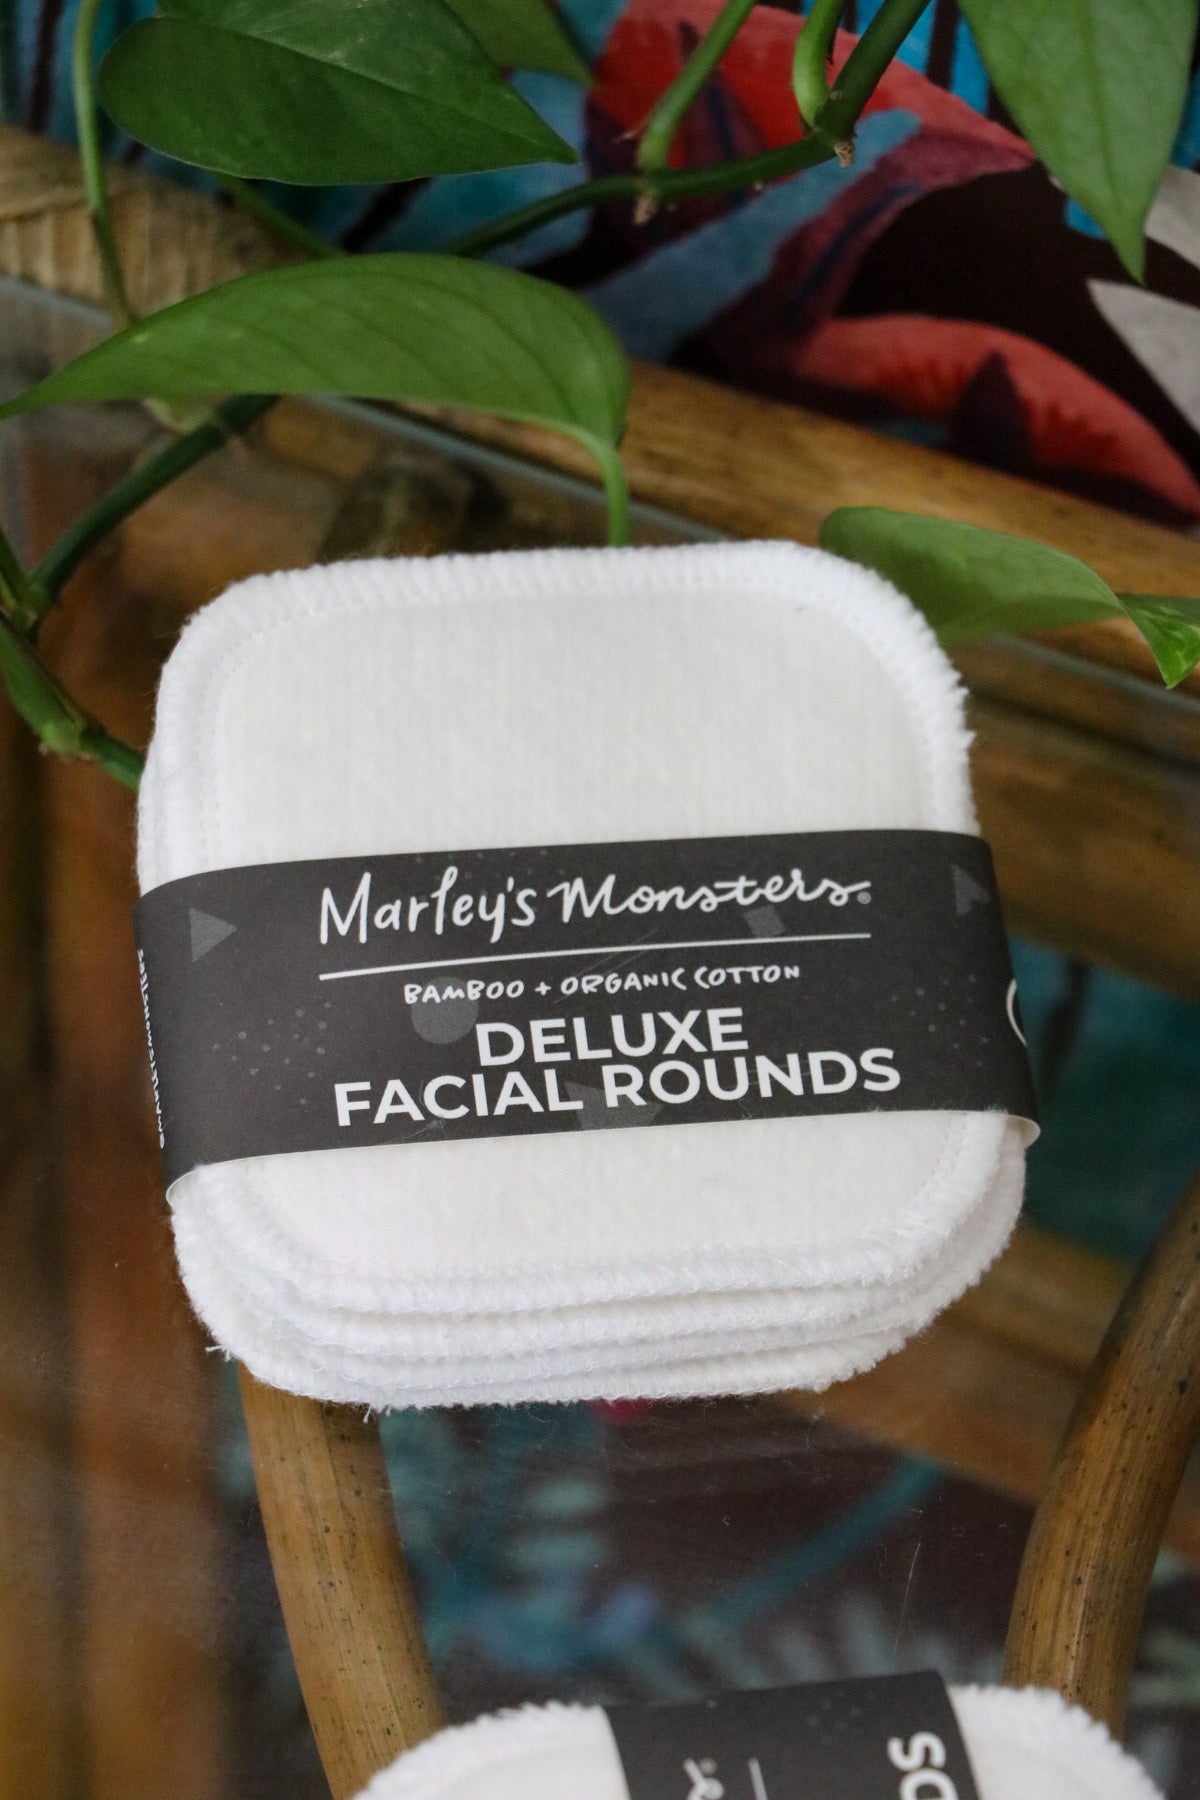 Marley's Monsters®
BAMBOO + ORGANIC COTTON
DELUXE
FACIAL ROUNDS